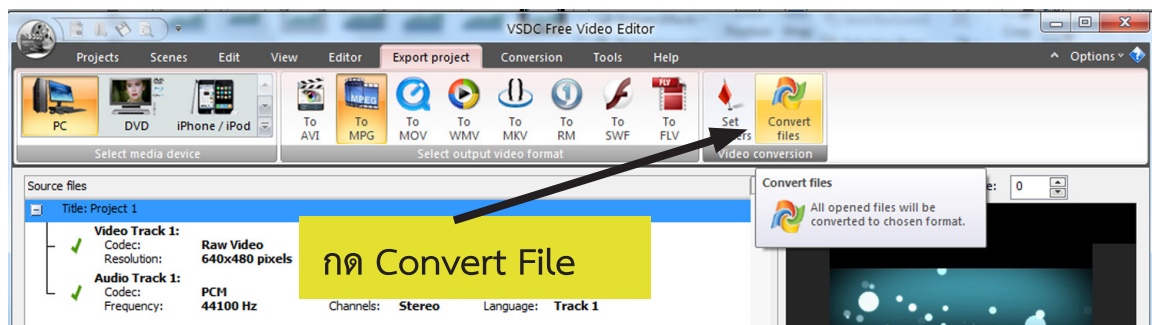 VSDC Free Video Editor
Projects Scenes Edit View Editor Export project Conversion Tools Help Options
PC DVD iPhone / iPod To AVI To MPG To MOV To WMV To MKV To RM To SWF To FLV Set Convert files
Select media device Select output video format Video conversion
Source files
Title: Project 1
Video Track 1:
Codec: Raw Video
Resolution: 640x480 pixels
Audio Track 1:
Codec: PCM
Frequency: 44100 Hz Channels: Stereo Language: Track 1
กด Convert File
Convert files
All opened files will be
converted to chosen format.
0